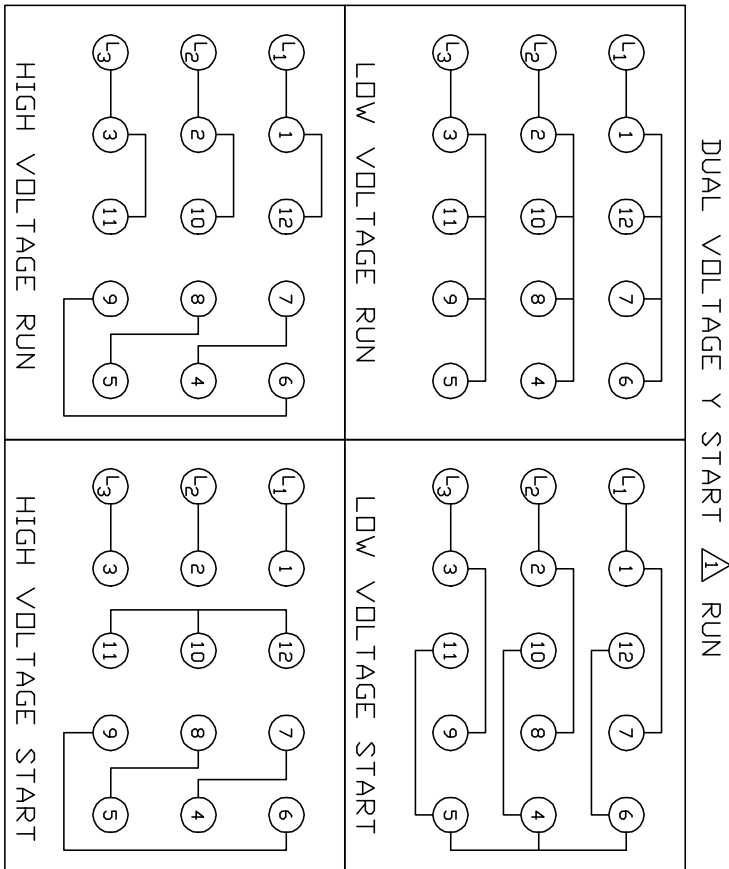 DUAL VOLTAGE Y START 1 RUN
L1 1 12 7 6
L2 2 10 8 4
L3 3 11 9 5
LOW VOLTAGE RUN
L1 1 12 7 6
L2 2 10 8 4
L3 3 11 9 5
LOW VOLTAGE START
L1 1 12 7 6
L2 2 10 8 4
L3 3 11 9 5
HIGH VOLTAGE RUN
L1 1 12 7 6
L2 2 10 8 4
L3 3 11 9 5
HIGH VOLTAGE START